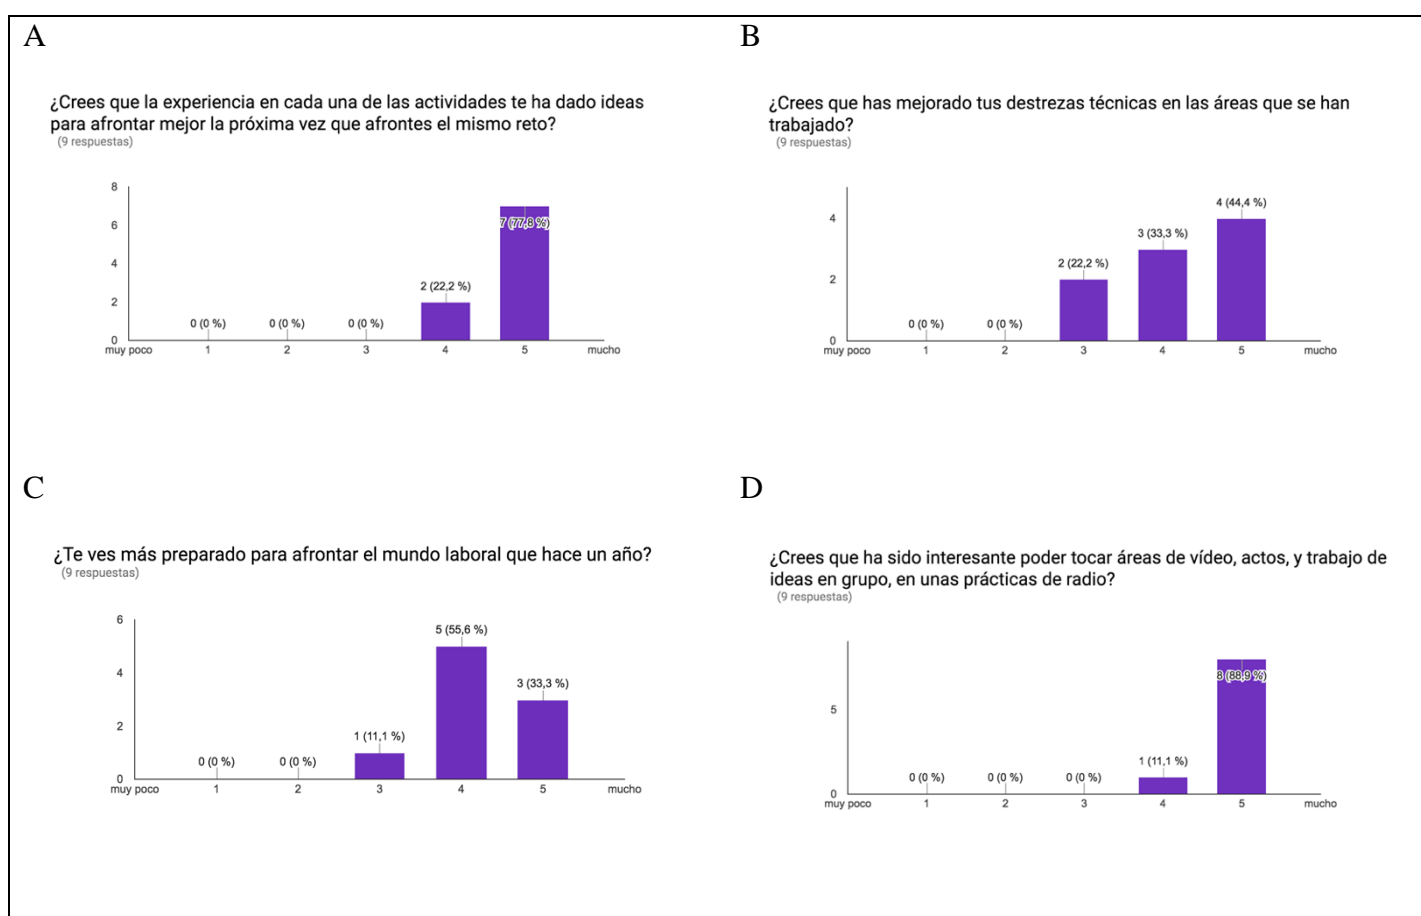 A
¿Crees que la experiencia en cada una de las actividades te ha dado ideas
para afrontar mejor la próxima vez que afrontes el mismo reto?
(9 respuestas)
8
6
4
2
0
0 (0 %)
0 (0 %)
0 (0 %)
2 (22,2 %)
7 (77,8 %)
muy poco 1 2 3 4 5 mucho
B
¿Crees que has mejorado tus destrezas técnicas en las áreas que se han
trabajado?
(9 respuestas)
4
2
0
0 (0 %)
0 (0 %)
2 (22,2 %)
3 (33,3 %)
4 (44,4 %)
muy poco 1 2 3 4 5 mucho
C
¿Te ves más preparado para afrontar el mundo laboral que hace un año?
(9 respuestas)
6
4
2
0
0 (0 %)
0 (0 %)
1 (11,1 %)
5 (55,6 %)
3 (33,3 %)
muy poco 1 2 3 4 5 mucho
D
¿Crees que ha sido interesante poder tocar áreas de vídeo, actos, y trabajo de
ideas en grupo, en unas prácticas de radio?
(9 respuestas)
5
0
0 (0 %)
0 (0 %)
0 (0 %)
1 (11,1 %)
8 (88,9 %)
muy poco 1 2 3 4 5 mucho